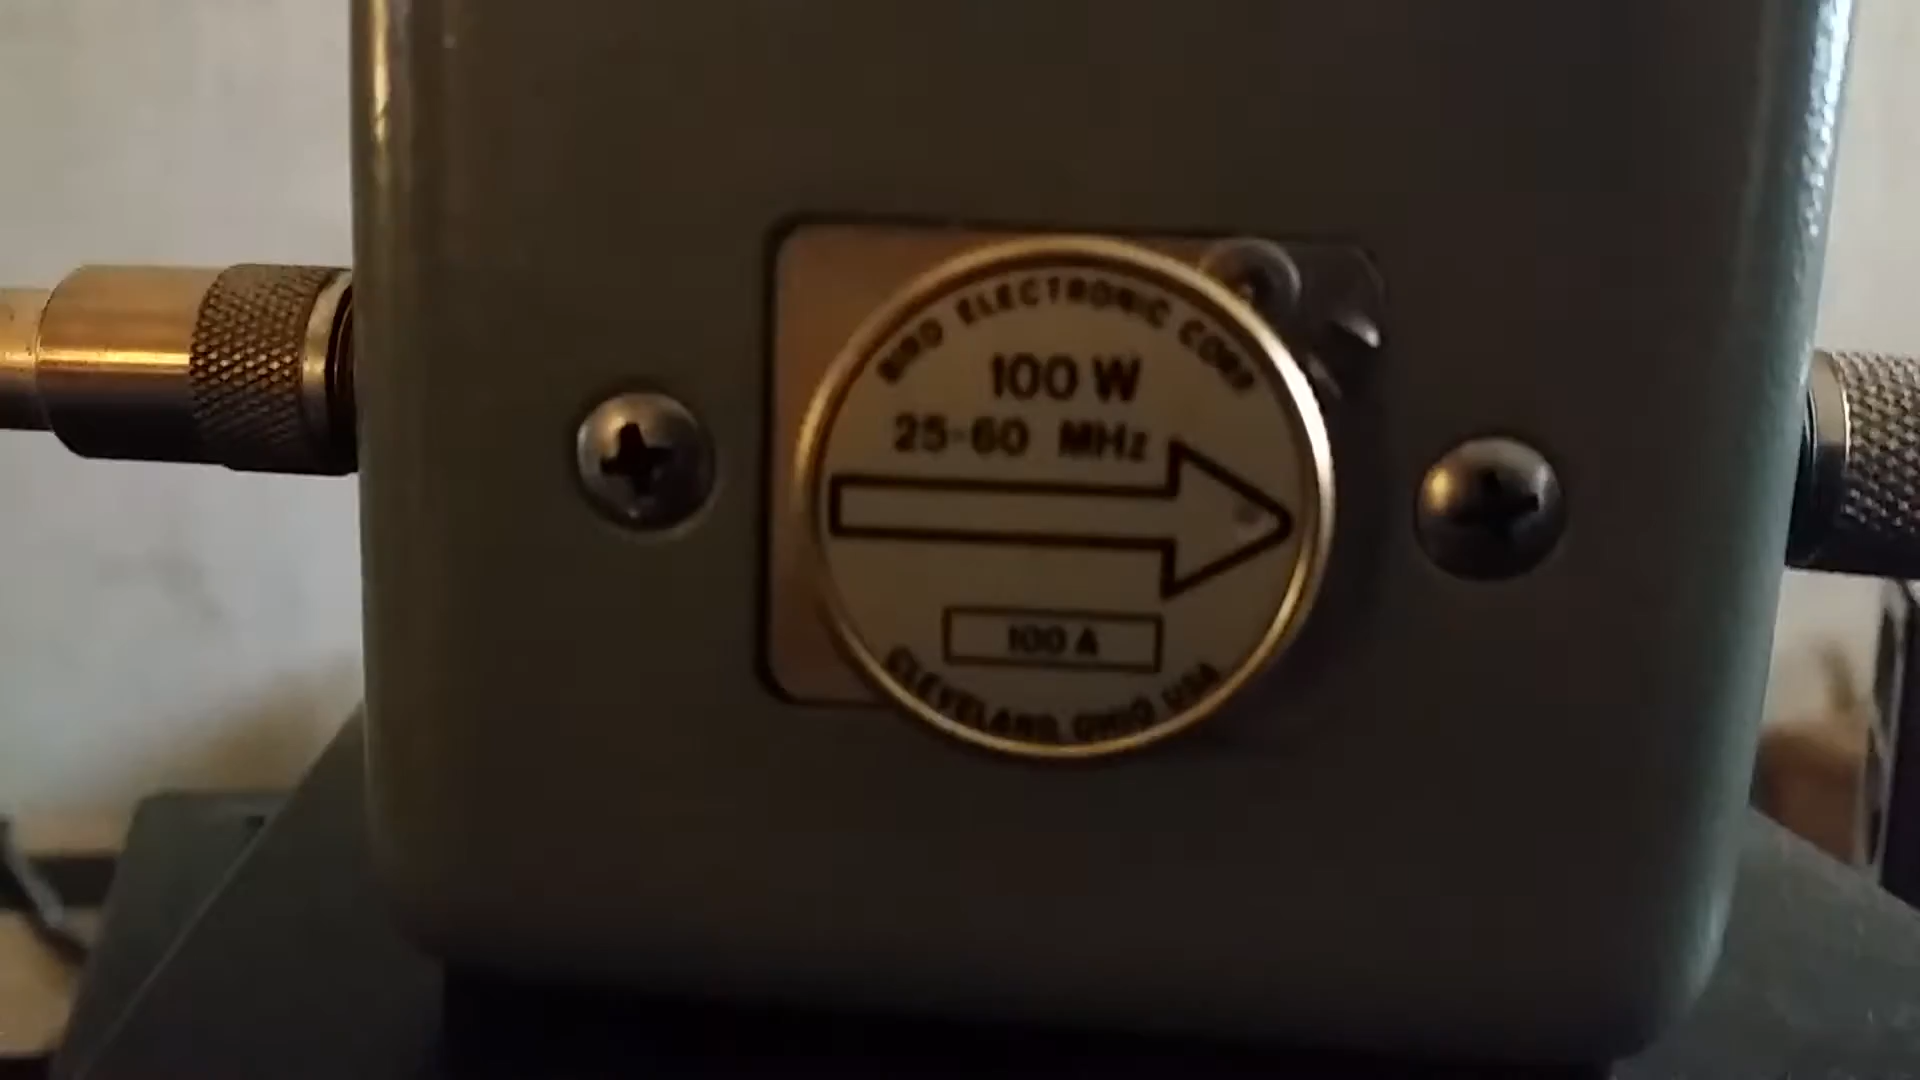 BIRD ELECTRONIC CORP
100 W
25-60 MHz
100 A
CLEVELAND, OHIO USA